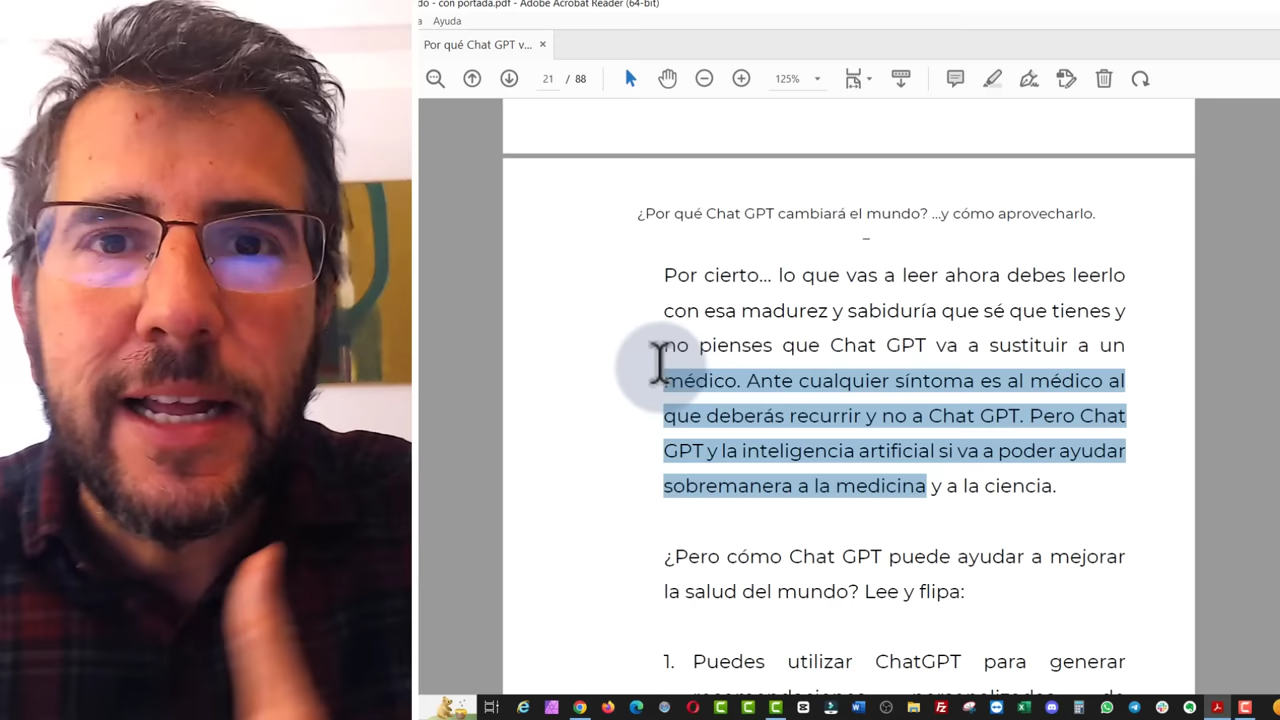 do - con portada.pdf - Adobe Acrobat Reader (64-bit)
a Ayuda
Por qué Chat GPT v... ×
21 / 88 125%
¿Por qué Chat GPT cambiará el mundo? ...y cómo aprovecharlo.
–
Por cierto... lo que vas a leer ahora debes leerlo
con esa madurez y sabiduría que sé que tienes y
no pienses que Chat GPT va a sustituir a un
médico. Ante cualquier síntoma es al médico al
que deberás recurrir y no a Chat GPT. Pero Chat
GPT y la inteligencia artificial si va a poder ayudar
sobremanera a la medicina y a la ciencia.
¿Pero cómo Chat GPT puede ayudar a mejorar
la salud del mundo? Lee y flipa:
1. Puedes utilizar ChatGPT para generar